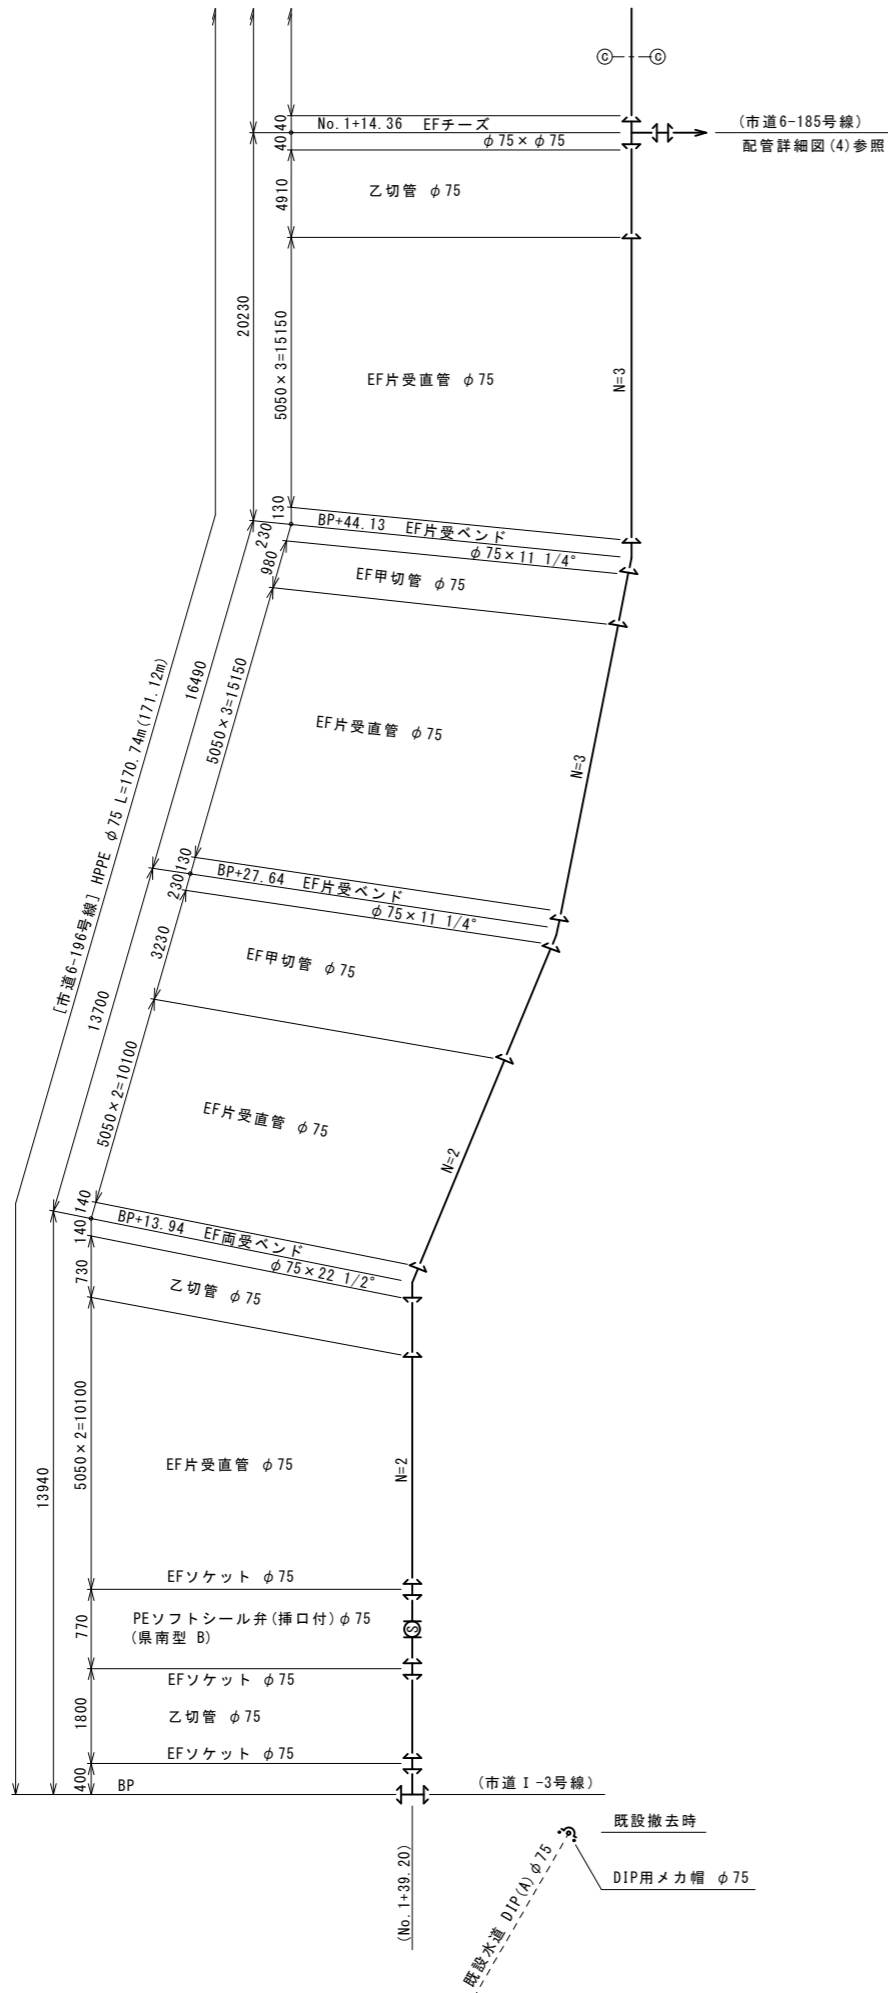 Ⓒ Ⓒ
40
40
No.1+14.36 EFチーズ
φ75×φ75
(市道6-185号線)
配管詳細図(4)参照
4910
乙切管 φ75
20230
5050×3=15150
EF片受直管 φ75
N=3
130
230
BP+44.13 EF片受ベンド
φ75×11 1/4°
980
EF甲切管 φ75
16490
5050×3=15150
EF片受直管 φ75
N=3
[市道6-196号線] HPPE φ75 L=170.74m(171.12m)
130
230
BP+27.64 EF片受ベンド
φ75×11 1/4°
3230
EF甲切管 φ75
13700
5050×2=10100
EF片受直管 φ75
N=2
140
140
BP+13.94 EF両受ベンド
φ75×22 1/2°
730
乙切管 φ75
5050×2=10100
EF片受直管 φ75
N=2
13940
EFソケット φ75
770
PEソフトシール弁(挿口付)φ75
(県南型 B)
S
EFソケット φ75
1800
乙切管 φ75
EFソケット φ75
400
BP
(市道Ⅰ-3号線)
既設撤去時
DIP用メカ帽 φ75
(No.1+39.20)
既設水道 DIP(A)φ75